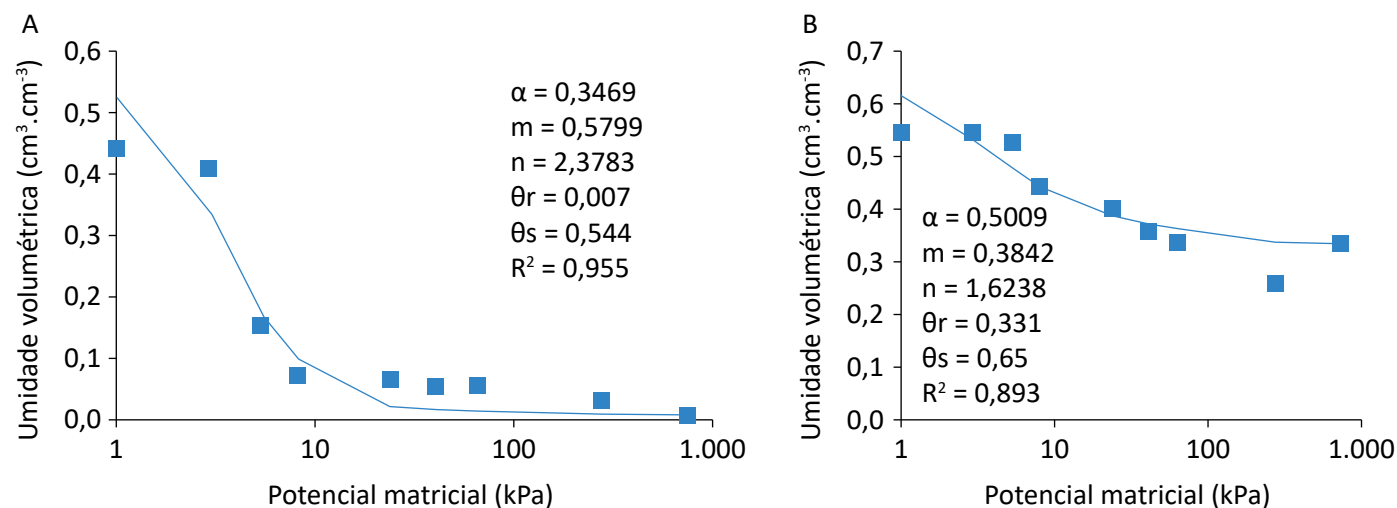 A
Umidade volumétrica (cm³.cm⁻³)
0,6
0,5
0,4
0,3
0,2
0,1
0,0
α = 0,3469
m = 0,5799
n = 2,3783
θr = 0,007
θs = 0,544
R² = 0,955
1 10 100 1.000
Potencial matricial (kPa)
B
Umidade volumétrica (cm³.cm⁻³)
0,7
0,6
0,5
0,4
0,3
0,2
0,1
0,0
α = 0,5009
m = 0,3842
n = 1,6238
θr = 0,331
θs = 0,65
R² = 0,893
1 10 100 1.000
Potencial matricial (kPa)